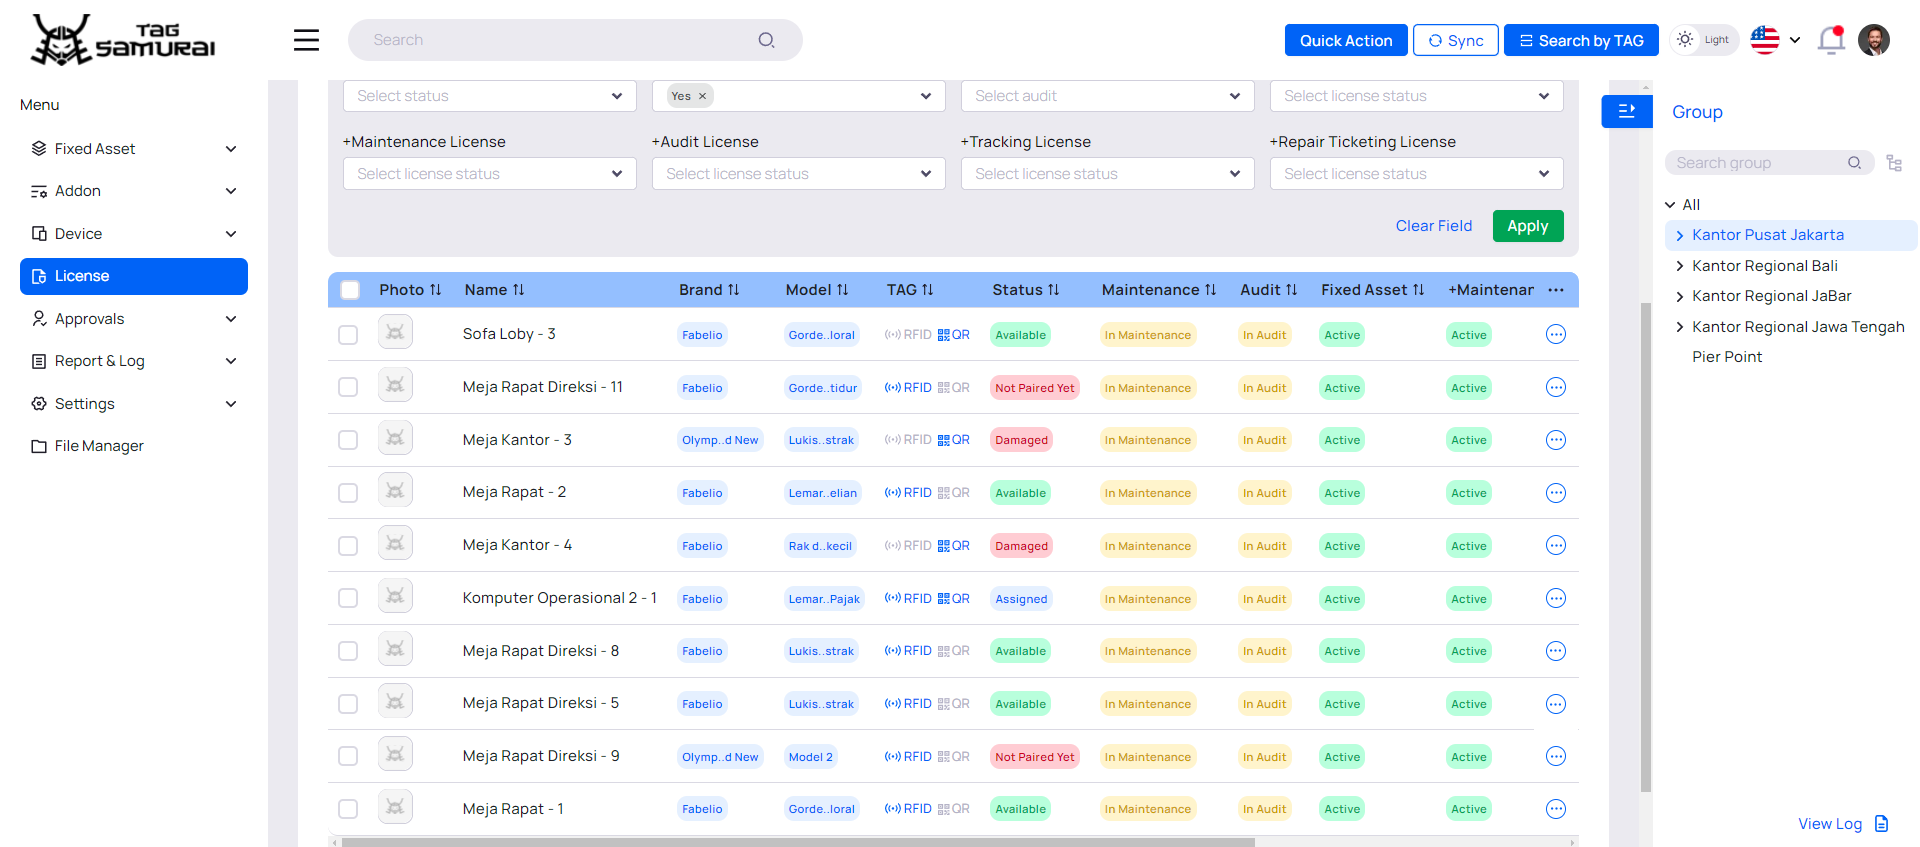 TAG SAMURAI
Search
Quick Action
Sync
Search by TAG
Light
Menu
Fixed Asset
Addon
Device
License
Approvals
Report & Log
Settings
File Manager
Select status
Yes
Select audit
Select license status
+Maintenance License
+Audit License
+Tracking License
+Repair Ticketing License
Select license status
Select license status
Select license status
Select license status
Clear Field
Apply
Photo Name Brand Model TAG Status Maintenance Audit Fixed Asset +Maintenar
Sofa Loby - 3 Fabelio Gorde..loral RFID QR Available In Maintenance In Audit Active Active
Meja Rapat Direksi - 11 Fabelio Gorde..tidur RFID QR Not Paired Yet In Maintenance In Audit Active Active
Meja Kantor - 3 Olymp..d New Lukis..strak RFID QR Damaged In Maintenance In Audit Active Active
Meja Rapat - 2 Fabelio Lemar..elian RFID QR Available In Maintenance In Audit Active Active
Meja Kantor - 4 Fabelio Rak d..kecil RFID QR Damaged In Maintenance In Audit Active Active
Komputer Operasional 2 - 1 Fabelio Lemar..Pajak RFID QR Assigned In Maintenance In Audit Active Active
Meja Rapat Direksi - 8 Fabelio Lukis..strak RFID QR Available In Maintenance In Audit Active Active
Meja Rapat Direksi - 5 Fabelio Lukis..strak RFID QR Available In Maintenance In Audit Active Active
Meja Rapat Direksi - 9 Olymp..d New Model 2 RFID QR Not Paired Yet In Maintenance In Audit Active Active
Meja Rapat - 1 Fabelio Gorde..loral RFID QR Available In Maintenance In Audit Active Active
Group
Search group
All
Kantor Pusat Jakarta
Kantor Regional Bali
Kantor Regional JaBar
Kantor Regional Jawa Tengah
Pier Point
View Log